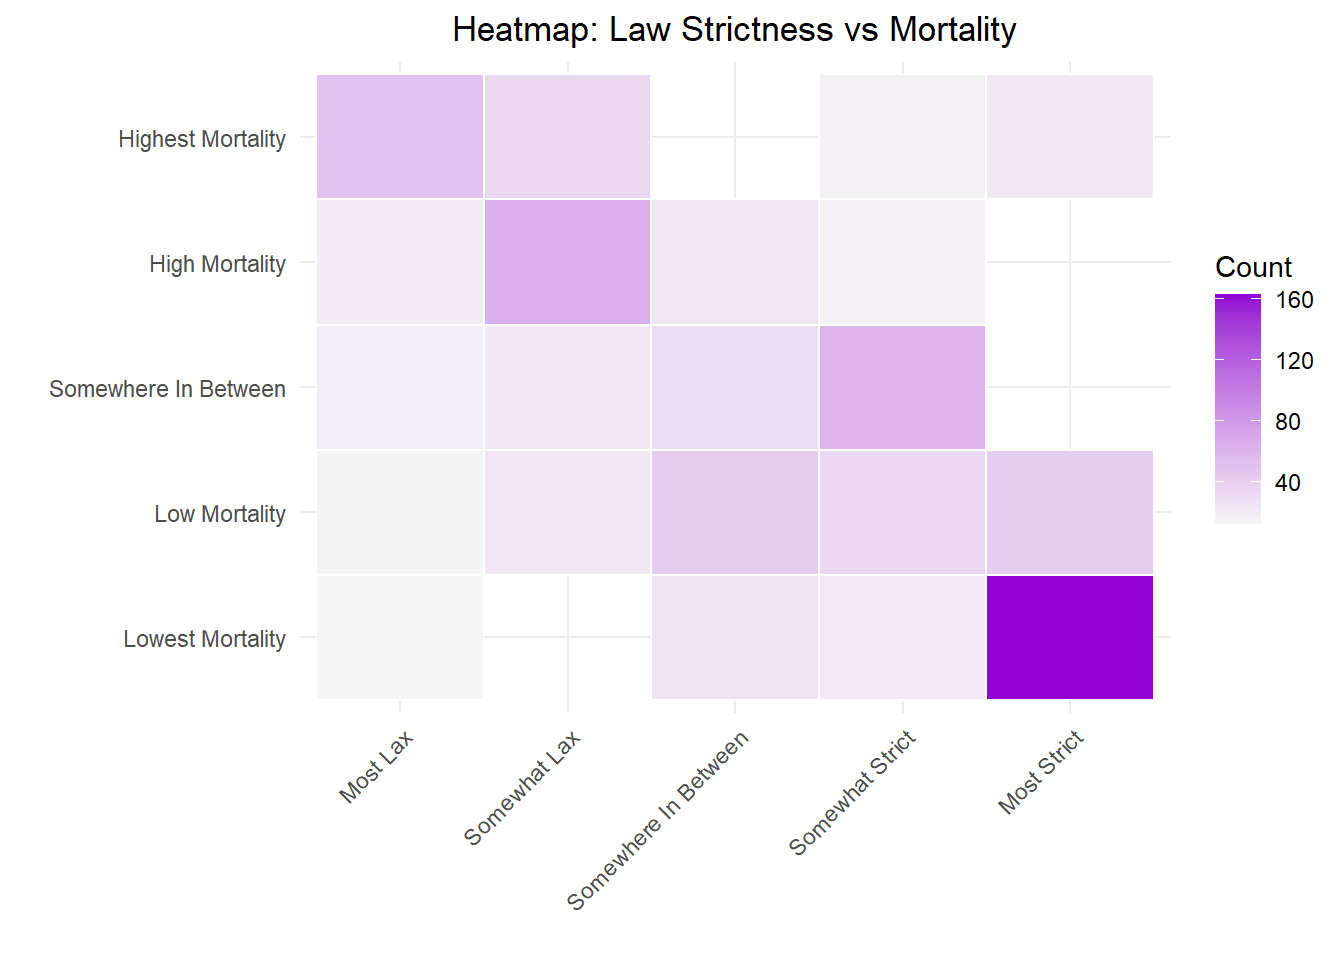 Heatmap: Law Strictness vs Mortality
Highest Mortality
High Mortality
Somewhere In Between
Low Mortality
Lowest Mortality
Most Lax
Somewhat Lax
Somewhere In Between
Somewhat Strict
Most Strict
Count
160
120
80
40